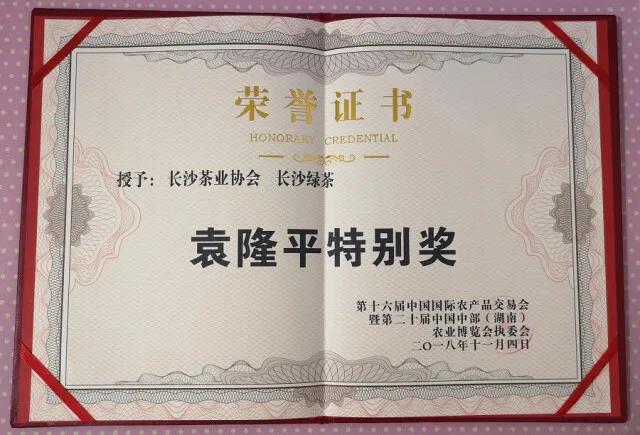 荣誉证书
HONORARY CREDENTIAL
授予：长沙茶业协会 长沙绿茶
袁隆平特别奖
第十六届中国国际农产品交易会
暨第二十届中国中部（湖南）
农业博览会执委会
二〇一八年十一月四日